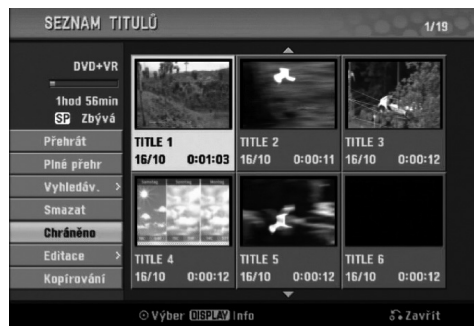 SEZNAM TITULŮ
1/19
DVD+VR
1hod 56min
SP Zbývá
Přehrát
Plné přehr
Vyhledáv. >
Smazat
Chráněno
Editace >
Kopírování
TITLE 1
16/10 0:01:03
TITLE 2
16/10 0:00:11
TITLE 3
16/10 0:00:12
TITLE 4
16/10 0:00:12
TITLE 5
16/10 0:00:12
TITLE 6
16/10 0:00:12
Výber DISPLAY Info
Zavřít